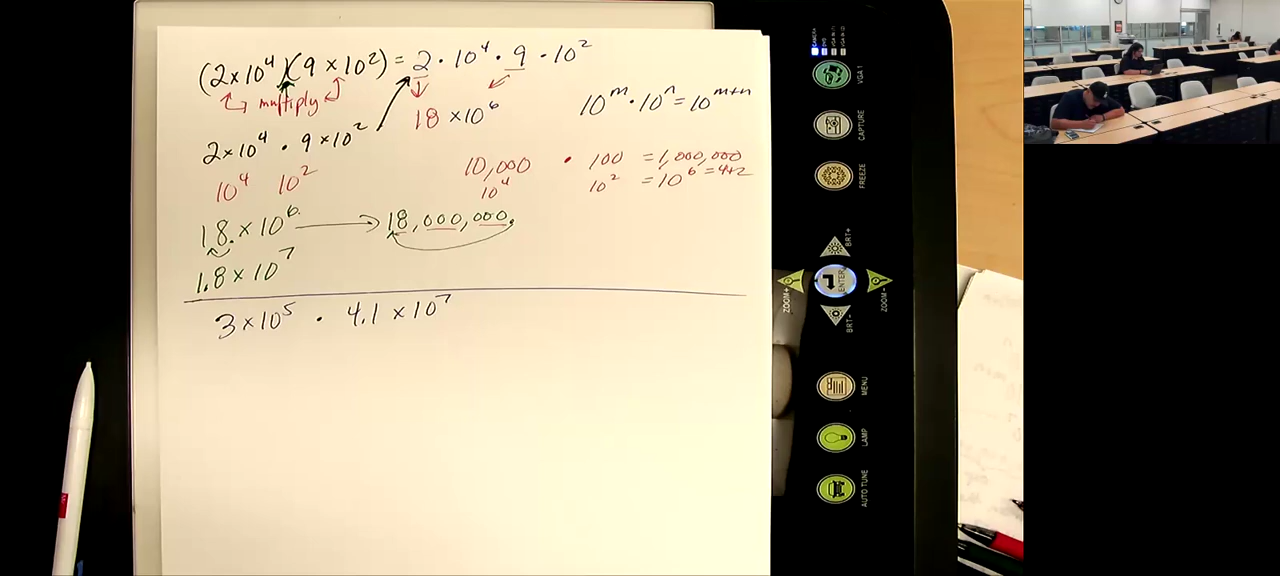 (2×10⁴)(9×10²) = 2 · 10⁴ · 9 · 10²
multiply
18 ×10⁶
10ᵐ · 10ⁿ = 10ᵐ⁺ⁿ
2×10⁴ · 9×10²
10⁴ 10²
10,000 · 100 = 1,000,000
10⁴ 10² = 10⁶ = 4+2
18. × 10⁶ → 18,000,000.
1.8 × 10⁷
3×10⁵ · 4.1 ×10⁷
VGA 1
CAPTURE
FREEZE
BRT+
ZOOM+
ENTER
ZOOM-
BRT-
MENU
LAMP
AUTO TUNE